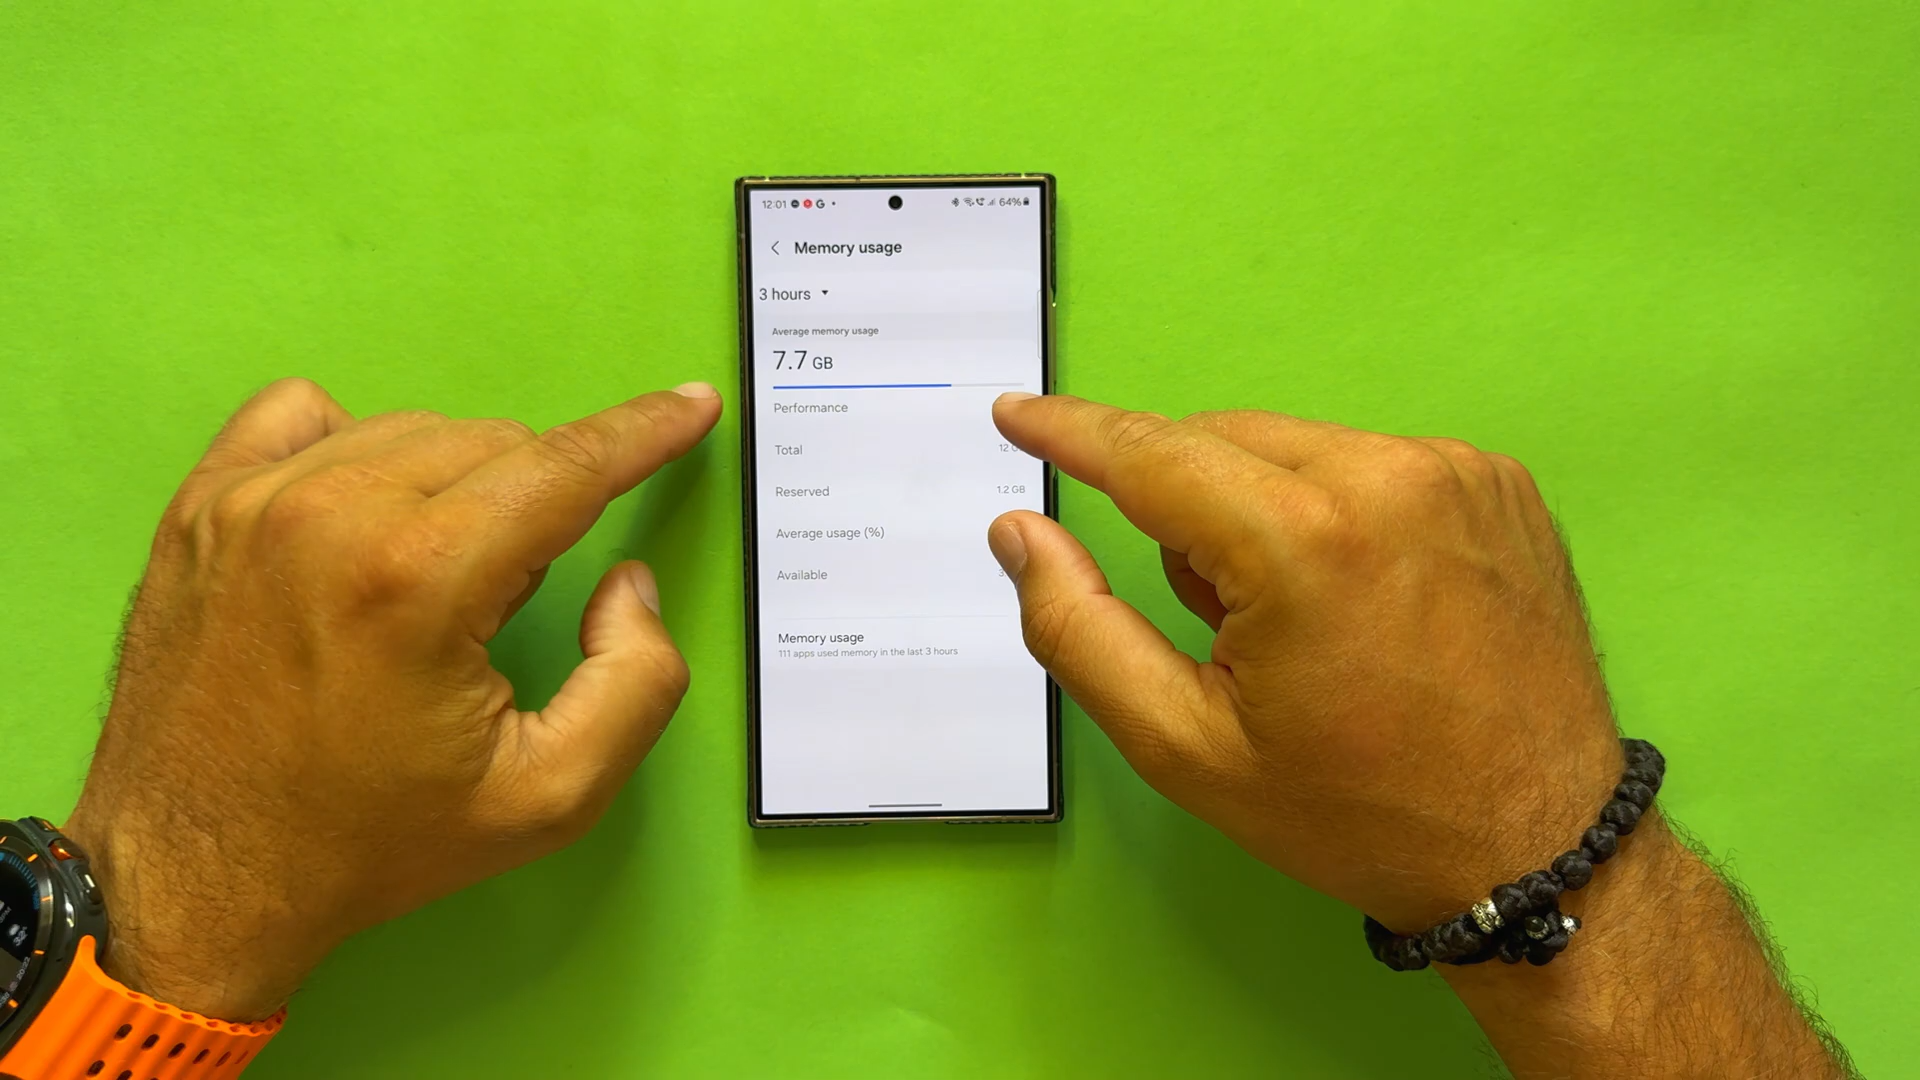 12:01 G 64%
Memory usage
3 hours
Average memory usage
7.7 GB
Performance
Total 12
Reserved 1.2 GB
Average usage (%)
Available
Memory usage
111 apps used memory in the last 3 hours